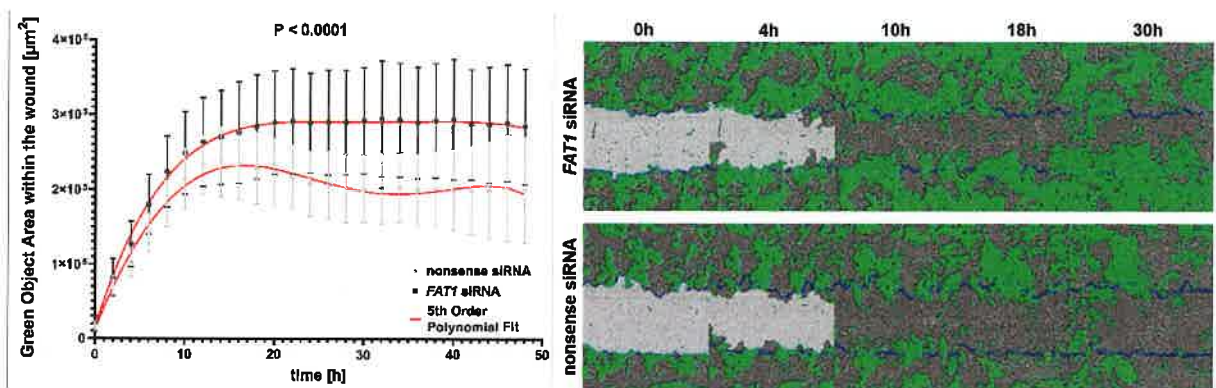 P < 0.0001
Green Object Area within the wound [µm²]
4×10⁵
3×10⁵
2×10⁵
1×10⁵
0
0 10 20 30 40 50
time [h]
nonsense siRNA
FAT1 siRNA
5th Order
Polynomial Fit
0h 4h 10h 18h 30h
FAT1 siRNA
nonsense siRNA